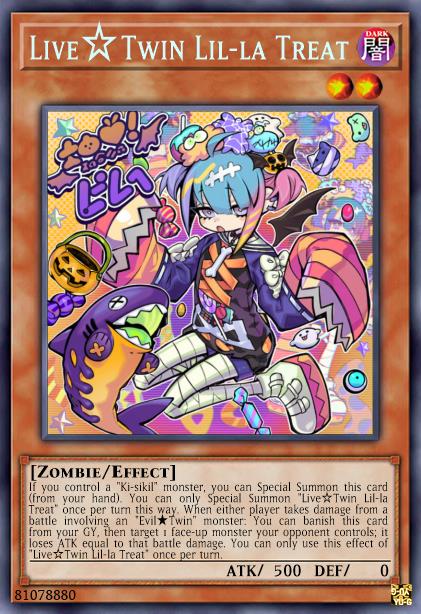 Live☆Twin Lil-la Treat
DARK
闇
[Zombie/Effect]
If you control a "Ki-sikil" monster, you can Special Summon this card
(from your hand). You can only Special Summon "Live☆Twin Lil-la
Treat" once per turn this way. When either player takes damage from a
battle involving an "Evil★Twin" monster: You can banish this card
from your GY, then target 1 face-up monster your opponent controls; it
loses ATK equal to that battle damage. You can only use this effect of
"Live☆Twin Lil-la Treat" once per turn.
ATK/ 500 DEF/ 0
81078880